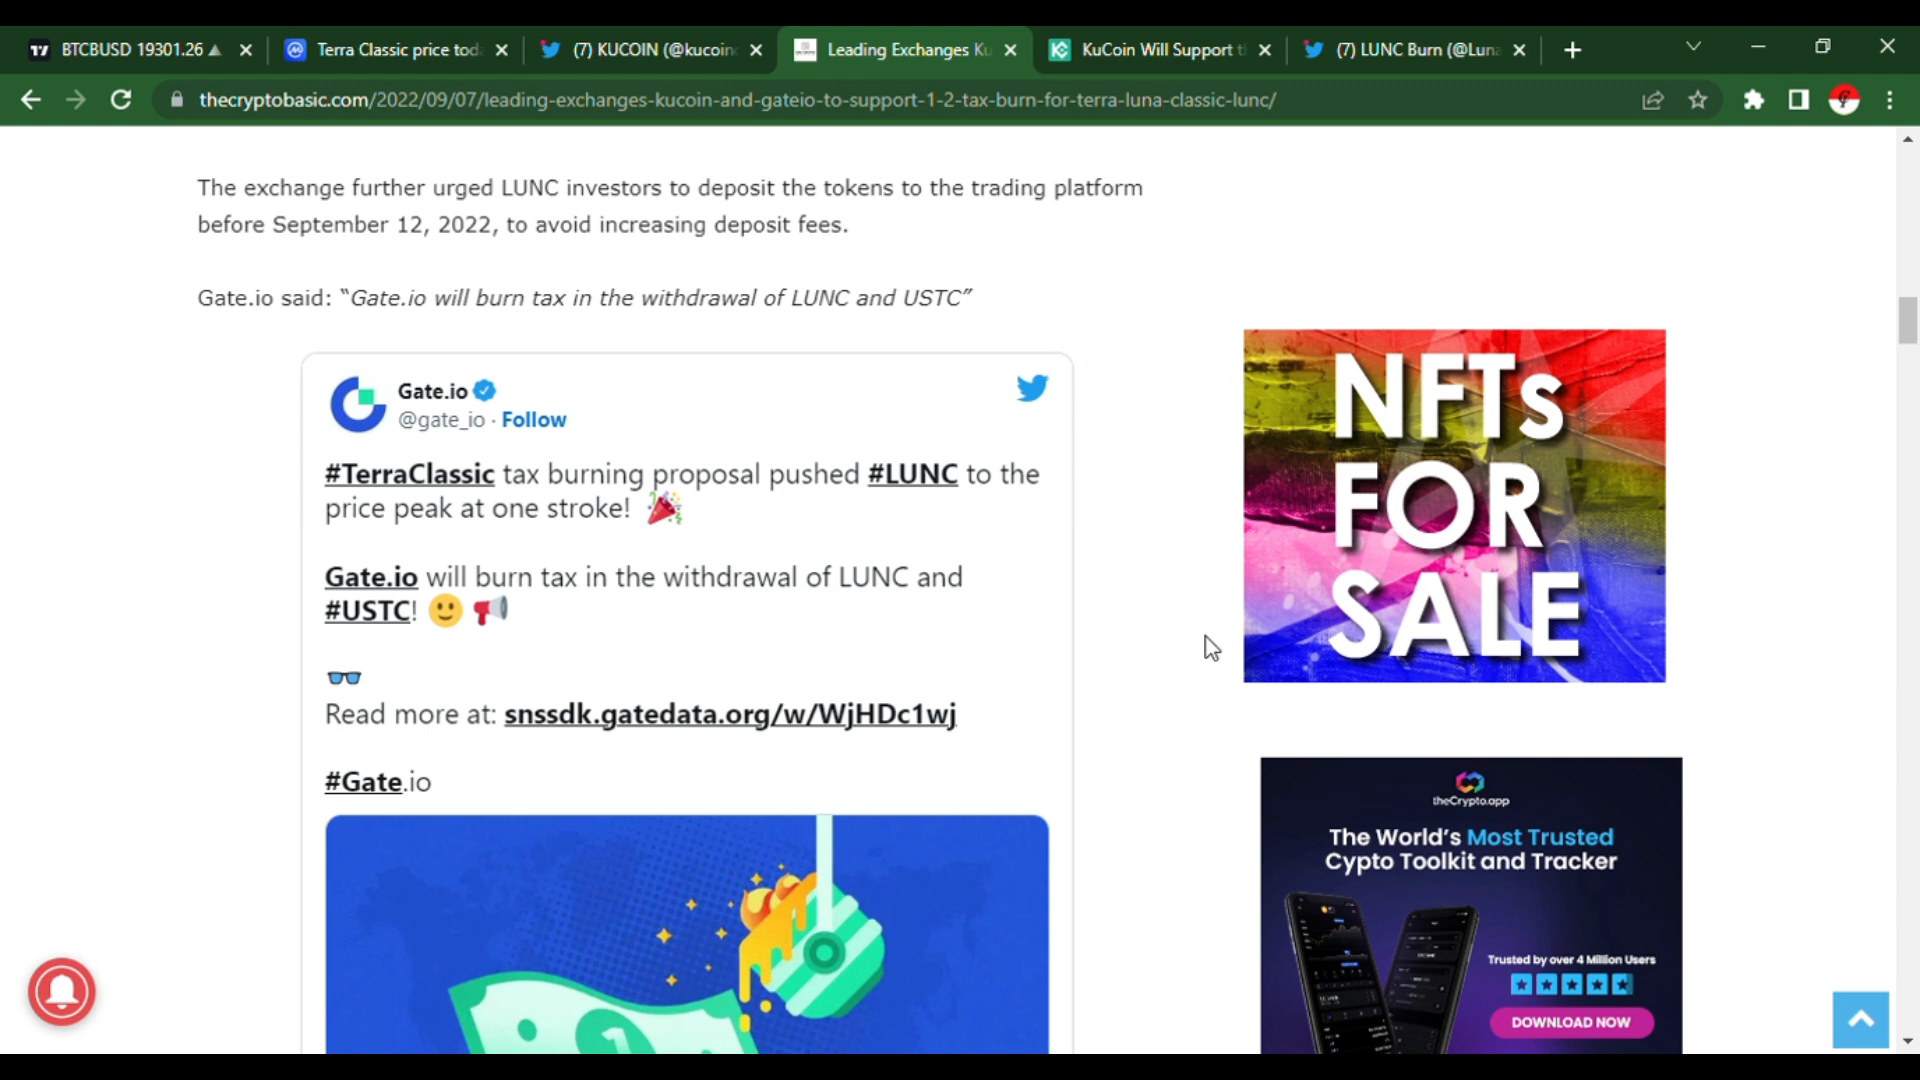 BTCBUSD 19301.26
Terra Classic price tod
(7) KUCOIN (@kucoin
Leading Exchanges Ku
KuCoin Will Support t
(7) LUNC Burn (@Luna
thecryptobasic.com/2022/09/07/leading-exchanges-kucoin-and-gateio-to-support-1-2-tax-burn-for-terra-luna-classic-lunc/
The exchange further urged LUNC investors to deposit the tokens to the trading platform
before September 12, 2022, to avoid increasing deposit fees.
Gate.io said: “Gate.io will burn tax in the withdrawal of LUNC and USTC”
Gate.io
@gate_io · Follow
#TerraClassic tax burning proposal pushed #LUNC to the
price peak at one stroke! 🎉
Gate.io will burn tax in the withdrawal of LUNC and
#USTC! 🙂 📢
👓
Read more at: snssdk.gatedata.org/w/WjHDc1wj
#Gate.io
NFTs
FOR
SALE
theCrypto.app
The World's Most Trusted
Cypto Toolkit and Tracker
Trusted by over 4 Million Users
DOWNLOAD NOW